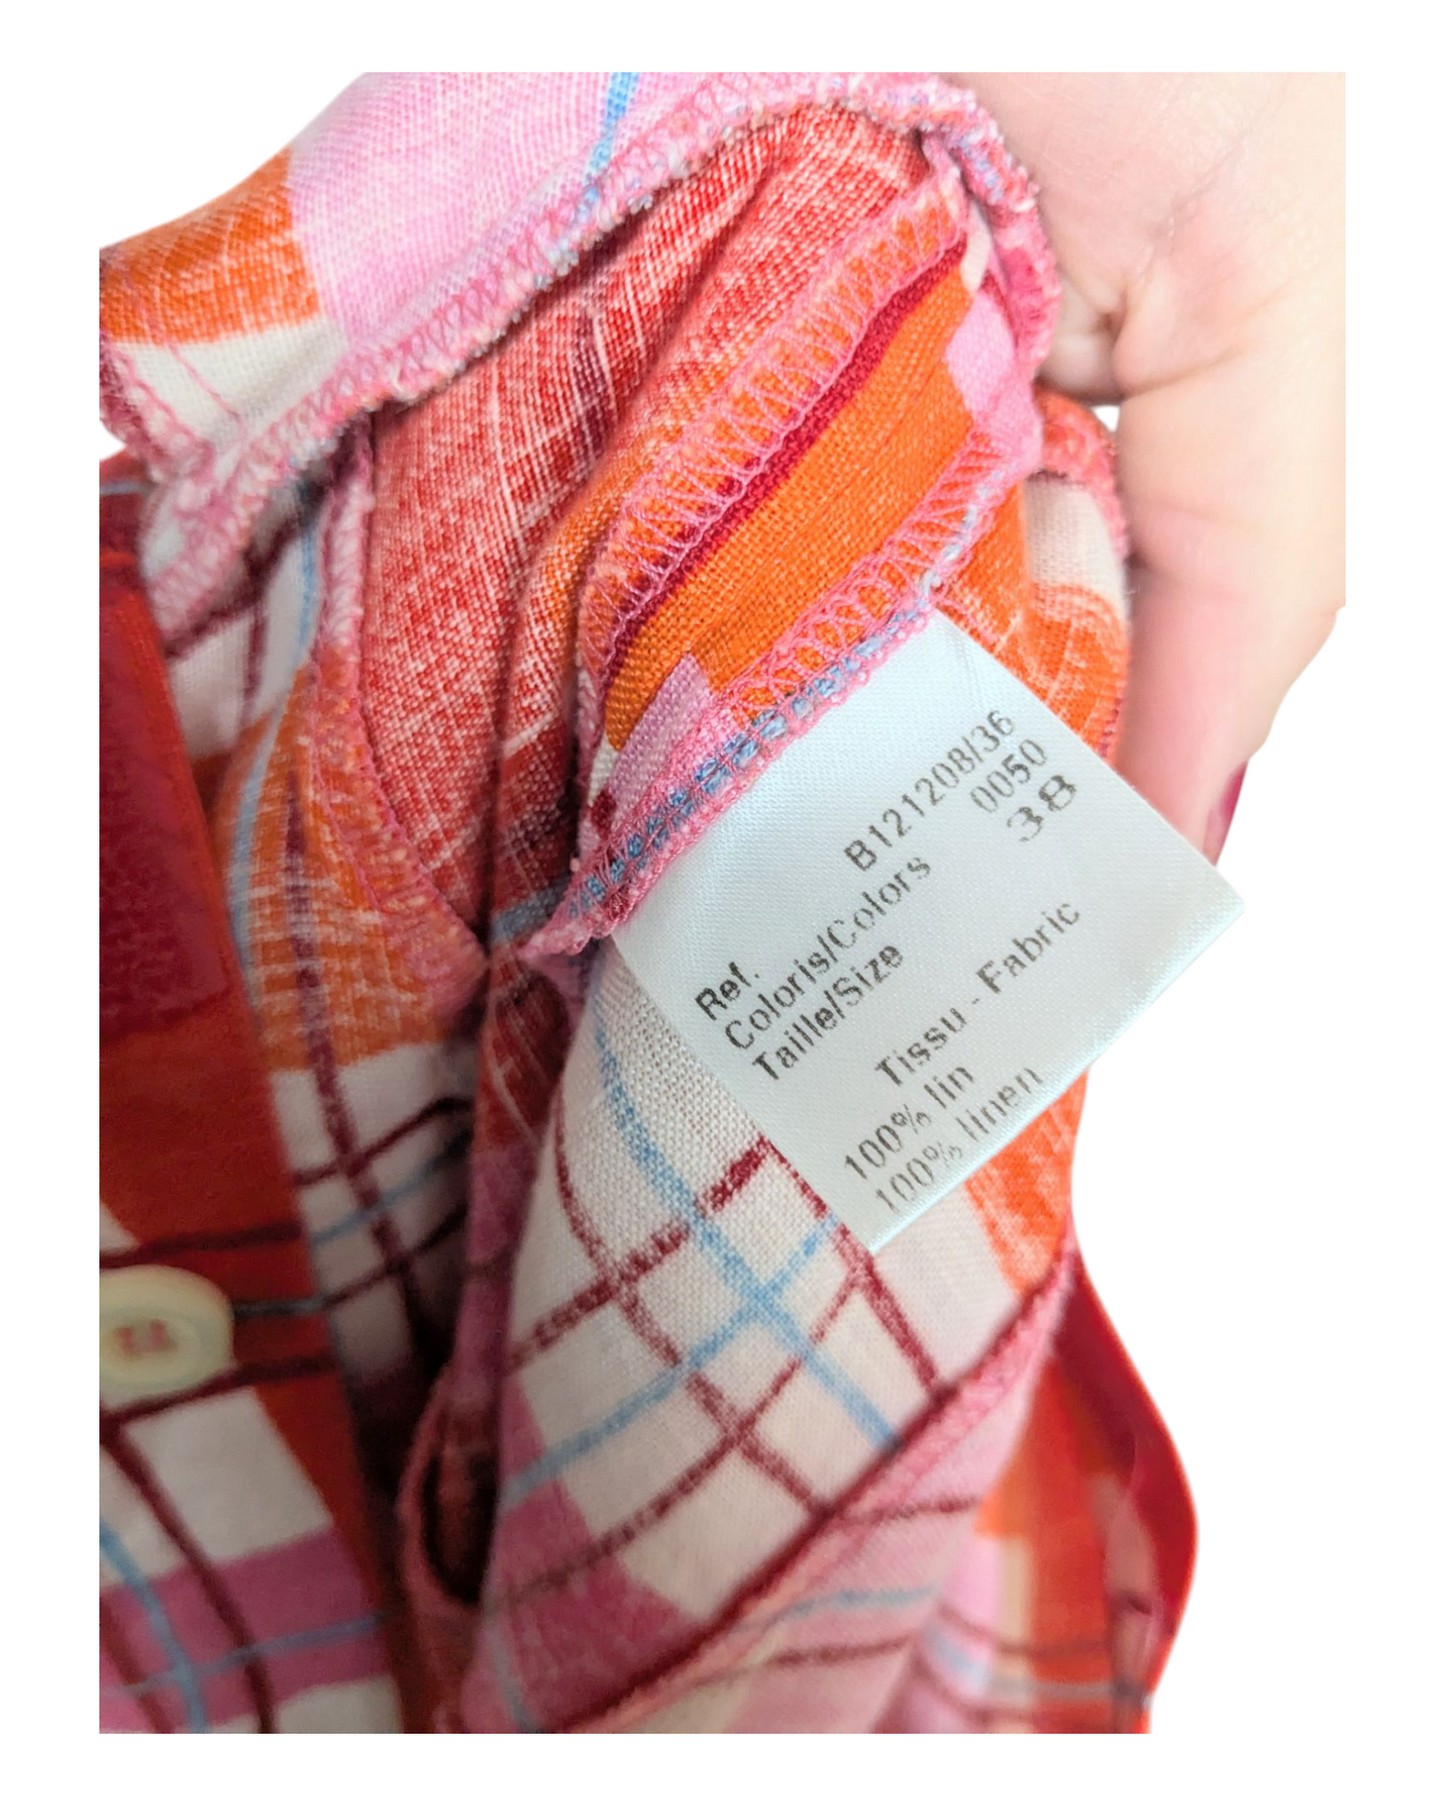 Ref. B121208/36
Coloris/Colors 0050
Taille/Size 38
Tissu - Fabric
100% lin
100% linen